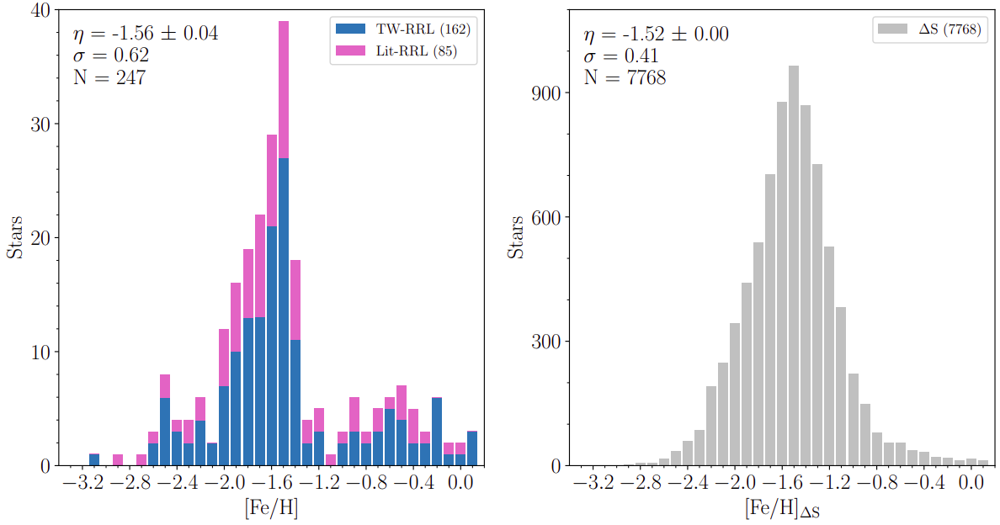 η = -1.56 ± 0.04
σ = 0.62
N = 247
TW-RRL (162)
Lit-RRL (85)
40
30
20
10
0
Stars
−3.2 −2.8 −2.4 −2.0 −1.6 −1.2 −0.8 −0.4 0.0
[Fe/H]
η = -1.52 ± 0.00
σ = 0.41
N = 7768
ΔS (7768)
900
600
300
0
Stars
−3.2 −2.8 −2.4 −2.0 −1.6 −1.2 −0.8 −0.4 0.0
[Fe/H]ΔS